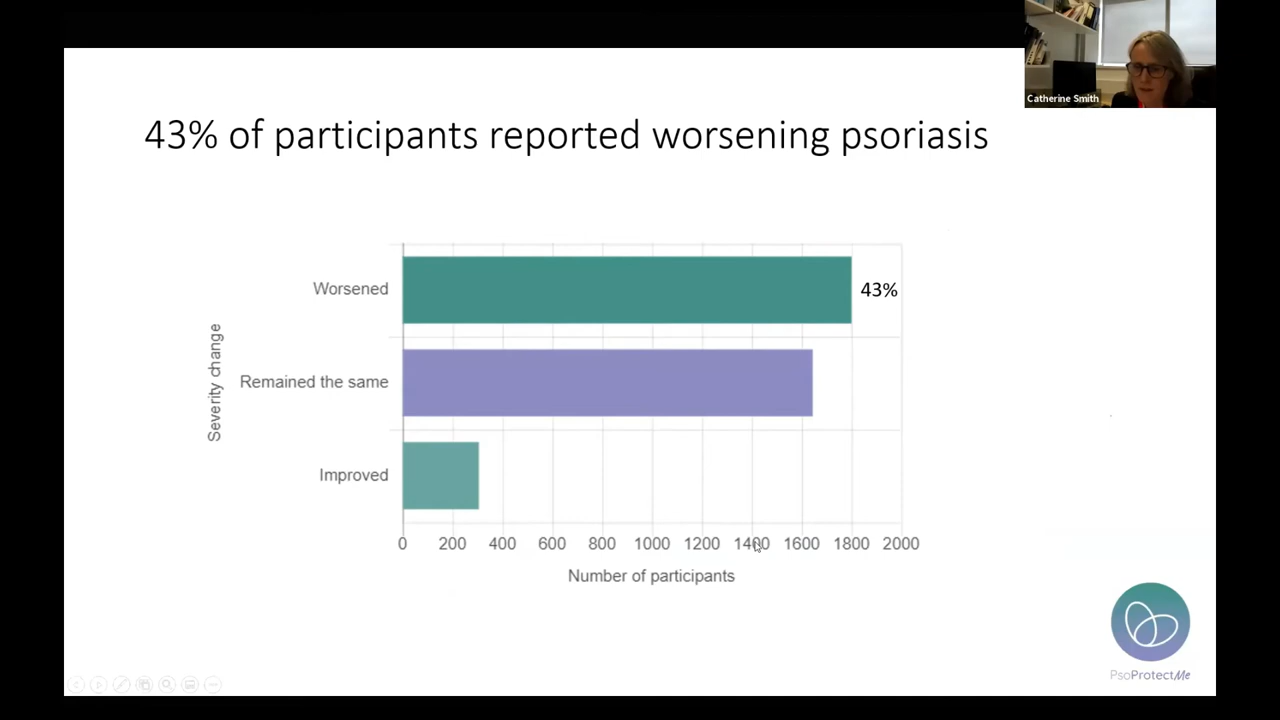 Catherine Smith
43% of participants reported worsening psoriasis
Severity change
Worsened
43%
Remained the same
Improved
0 200 400 600 800 1000 1200 1400 1600 1800 2000
Number of participants
PsoProtectMe